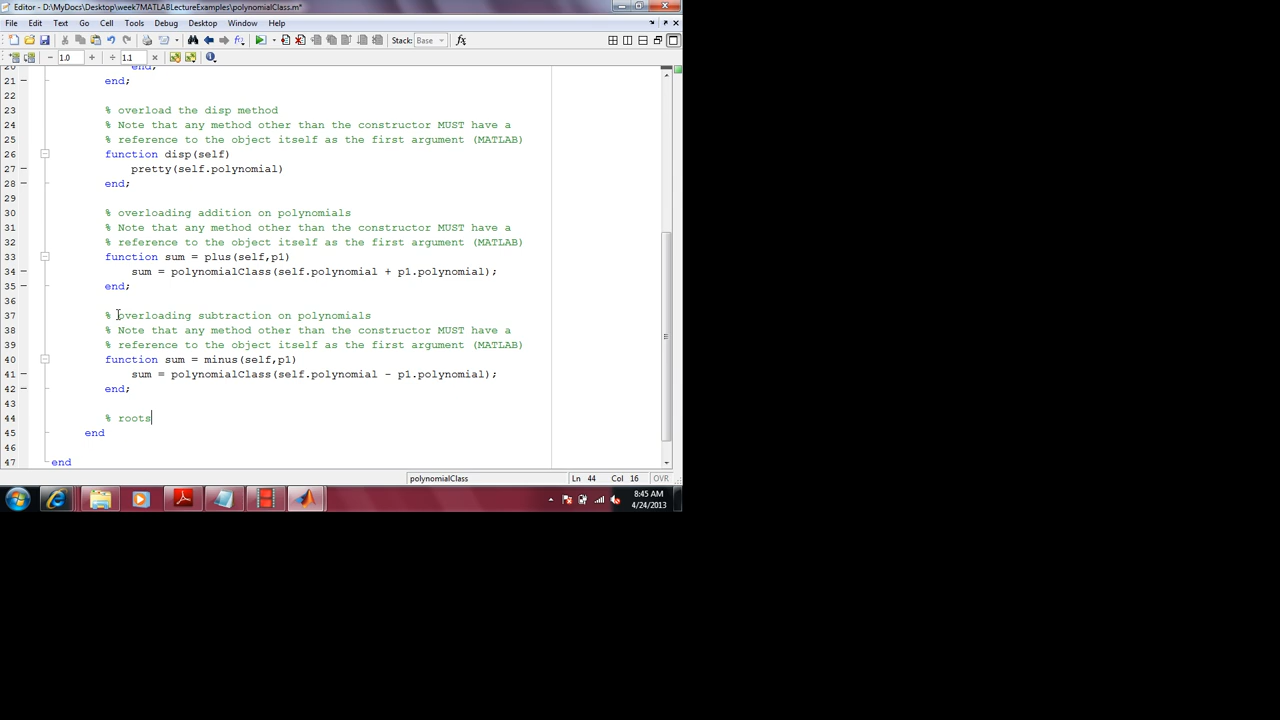 Editor - D:\MyDocs\Desktop\week7MATLABLectureExamples\polynomialClass.m*
File Edit Text Go Cell Tools Debug Desktop Window Help
Stack: Base
1.0 1.1
20 end;
21 end;
22
23 % overload the disp method
24 % Note that any method other than the constructor MUST have a
25 % reference to the object itself as the first argument (MATLAB)
26 function disp(self)
27 pretty(self.polynomial)
28 end;
29
30 % overloading addition on polynomials
31 % Note that any method other than the constructor MUST have a
32 % reference to the object itself as the first argument (MATLAB)
33 function sum = plus(self,p1)
34 sum = polynomialClass(self.polynomial + p1.polynomial);
35 end;
36
37 % overloading subtraction on polynomials
38 % Note that any method other than the constructor MUST have a
39 % reference to the object itself as the first argument (MATLAB)
40 function sum = minus(self,p1)
41 sum = polynomialClass(self.polynomial - p1.polynomial);
42 end;
43
44 % roots
45 end
46
47 end
polynomialClass Ln 44 Col 16 OVR
8:45 AM
4/24/2013